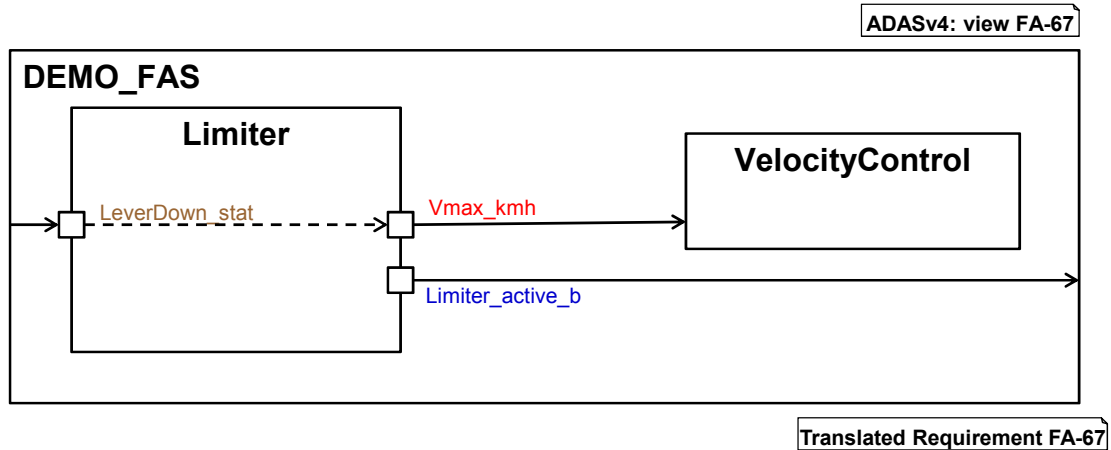 ADASv4: view FA-67
DEMO_FAS
Limiter
VelocityControl
LeverDown_stat
Vmax_kmh
Limiter_active_b
Translated Requirement FA-67